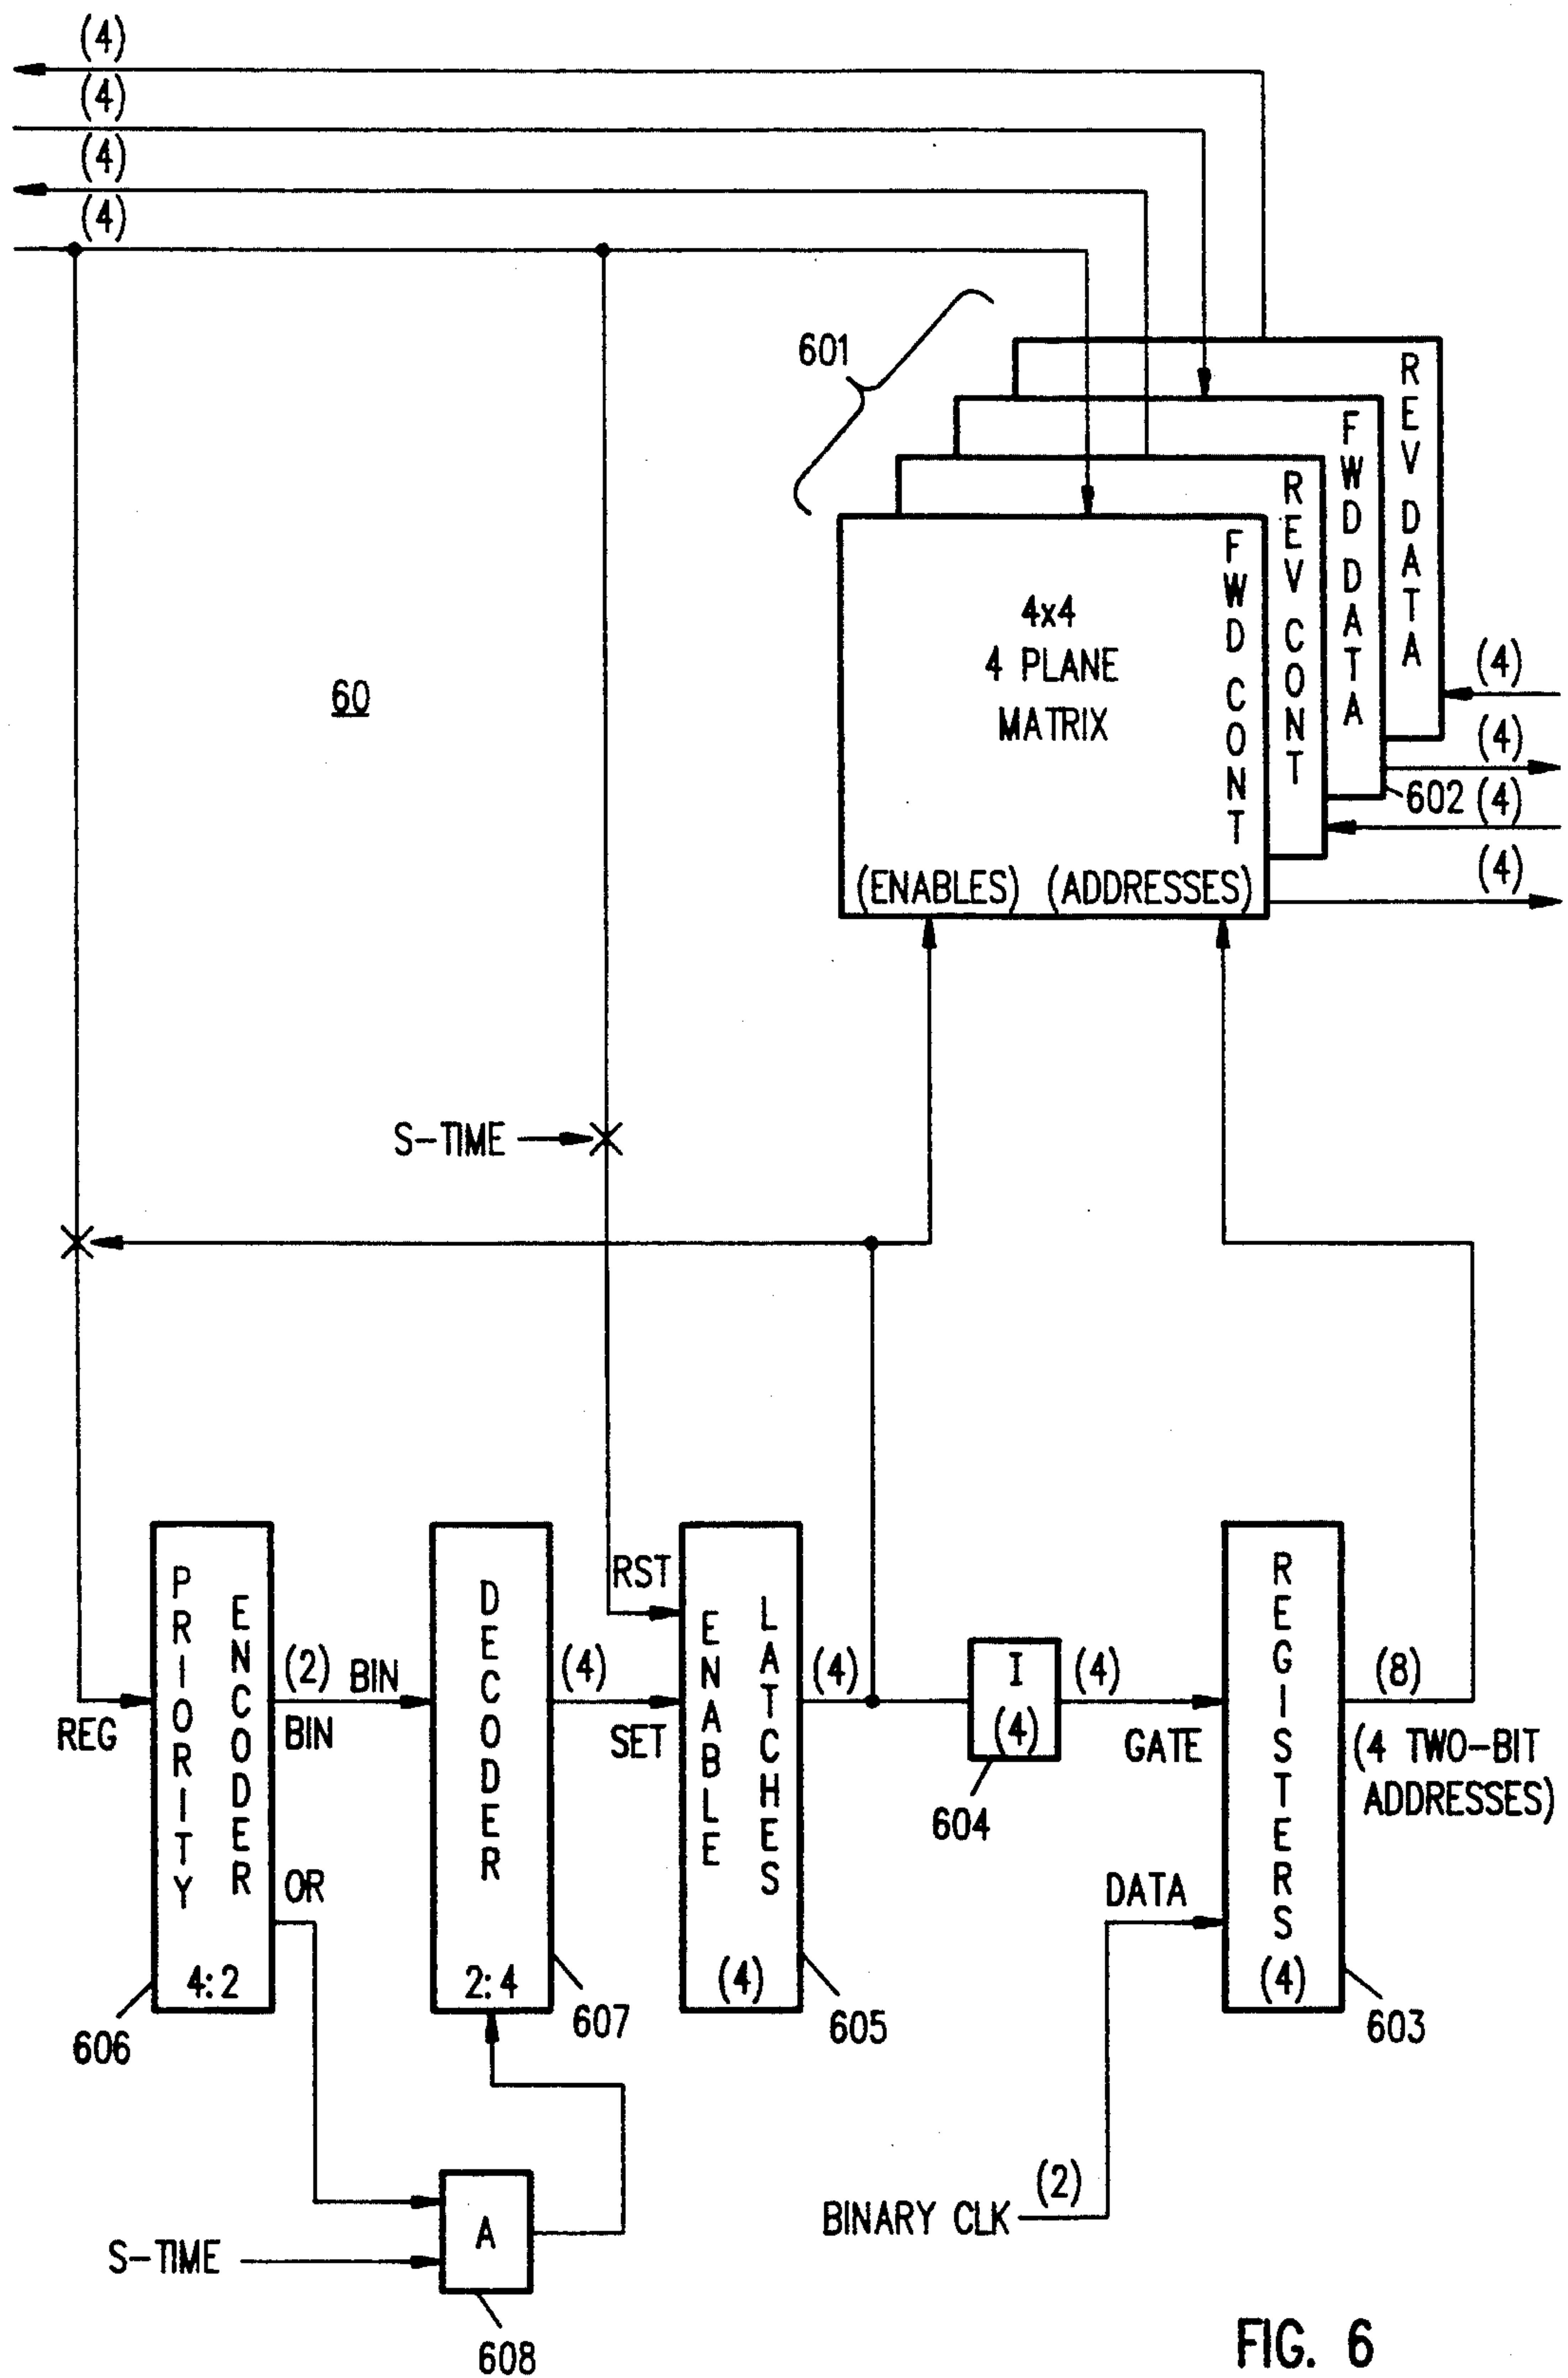 (4)
(4)
(4)
(4)
601
REV DATA
FWD DATA
REV CONT
FWD CONT
4x4
4 PLANE
MATRIX
60
(4)
(4)
602 (4)
(4)
(ENABLES) (ADDRESSES)
S-TIME
PRIORITY
ENCODER
4:2
REG
(2) BIN
BIN
OR
606
DECODER
2:4
607
(4)
RST
SET
ENABLE
LATCHES
(4)
605
(4)
I
(4)
604
(4)
GATE
DATA
REGISTERS
(4)
603
(8)
(4 TWO-BIT
ADDRESSES)
BINARY CLK
(2)
S-TIME
A
608
FIG. 6